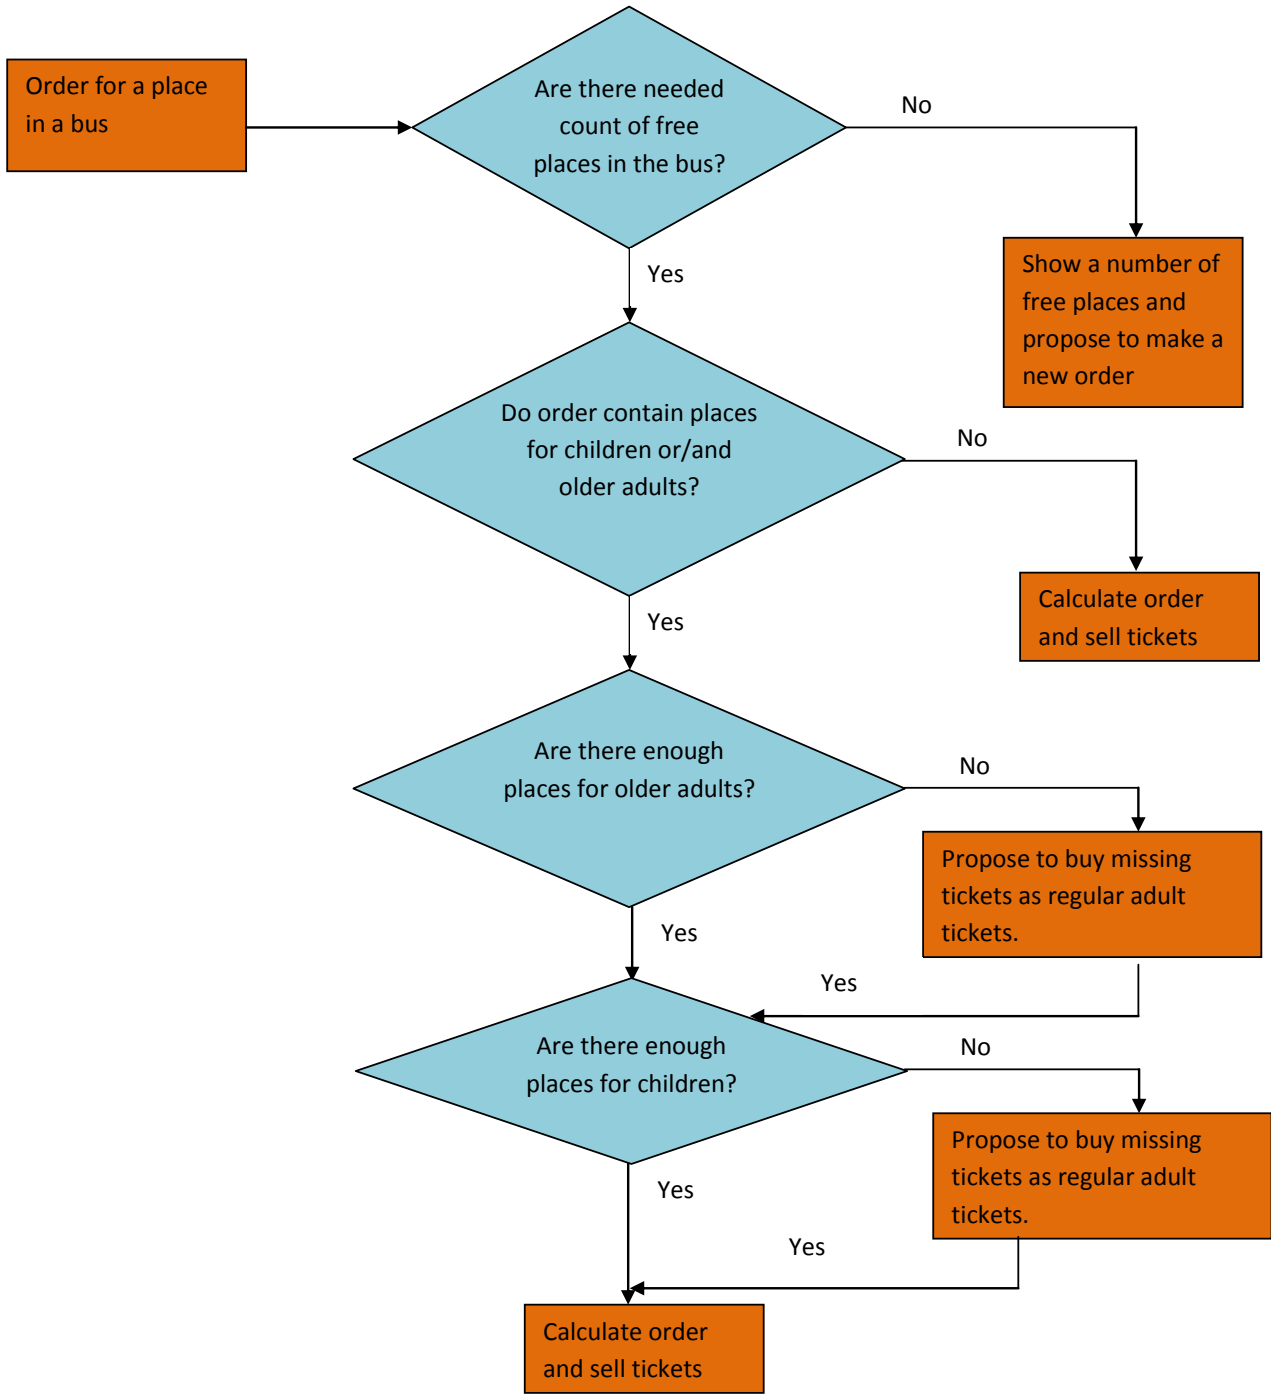 Order for a place
in a bus
Are there needed
count of free
places in the bus?
No
Yes
Show a number of
free places and
propose to make a
new order
Do order contain places
for children or/and
older adults?
No
Yes
Calculate order
and sell tickets
Are there enough
places for older adults?
No
Yes
Propose to buy missing
tickets as regular adult
tickets.
Yes
Are there enough
places for children?
No
Yes
Propose to buy missing
tickets as regular adult
tickets.
Yes
Calculate order
and sell tickets